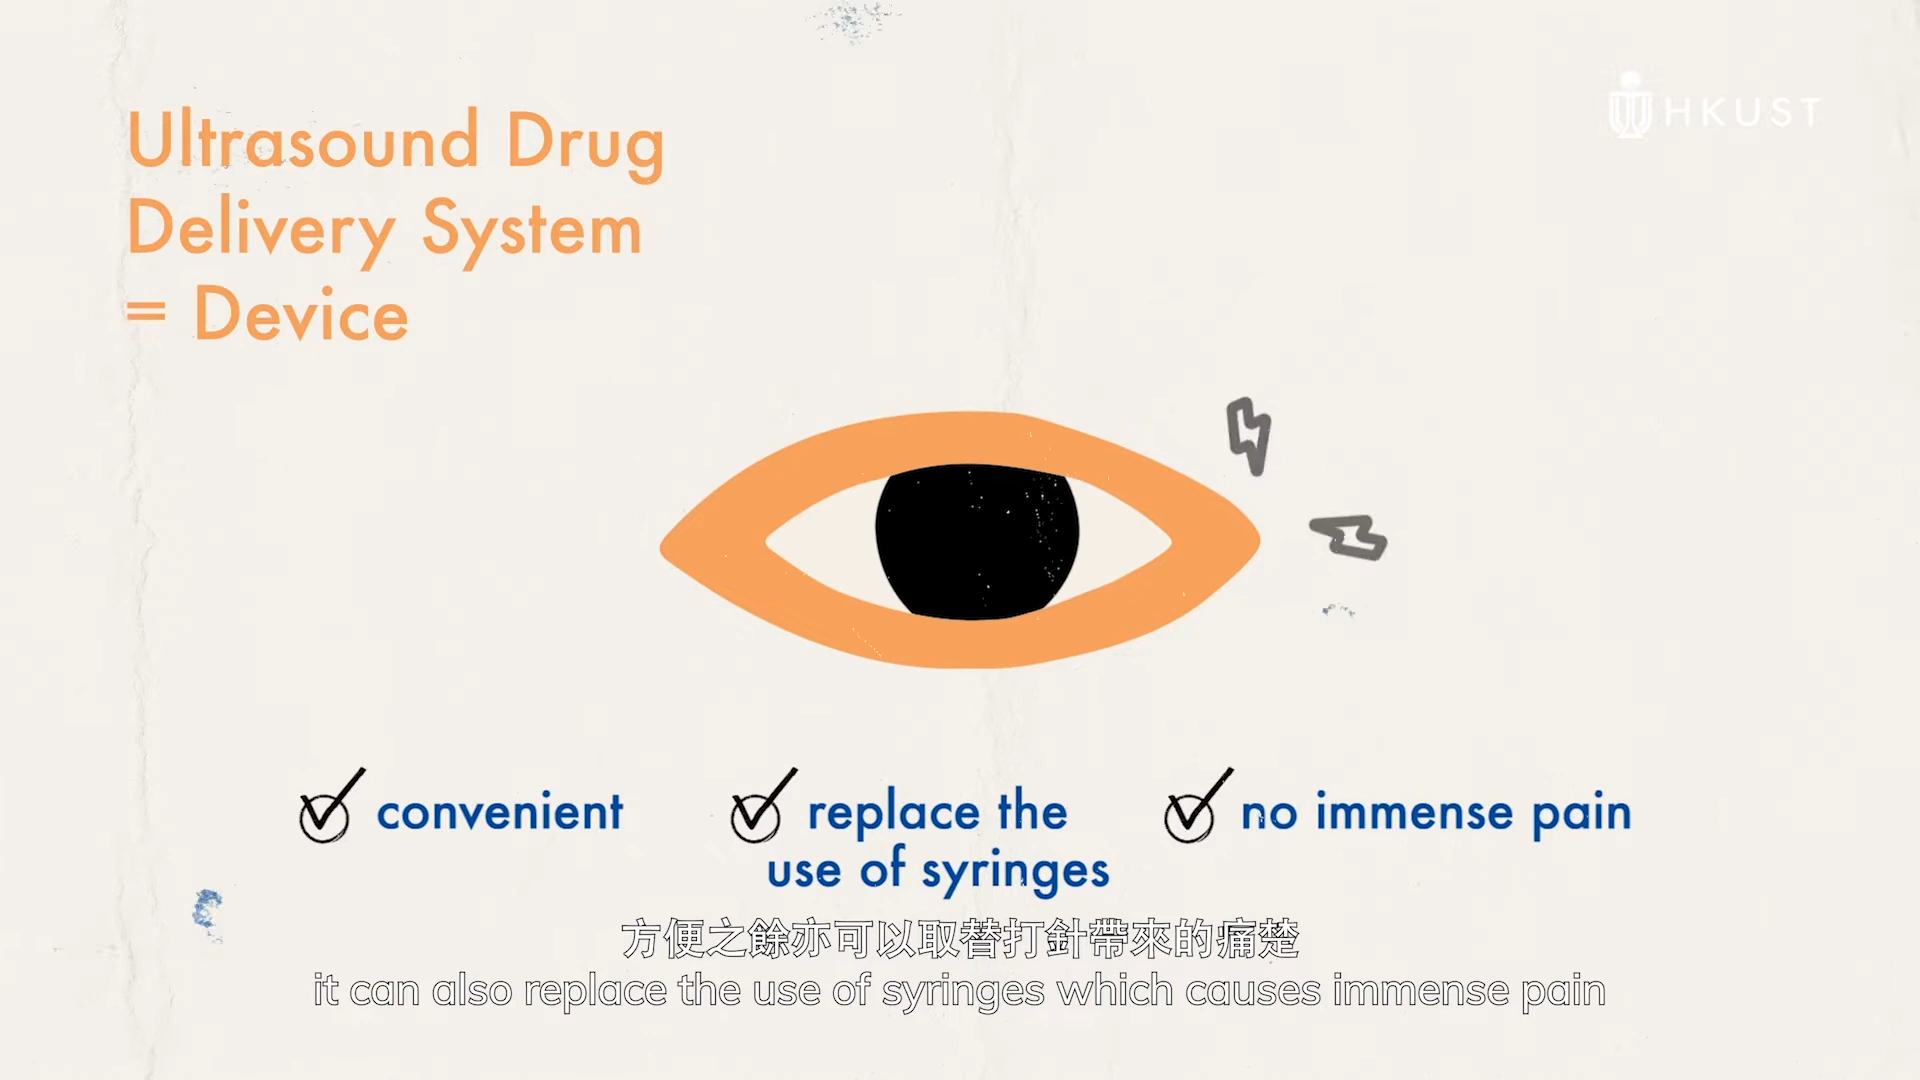 Ultrasound Drug
Delivery System
= Device
HKUST
convenient
replace the
use of syringes
no immense pain
方便之餘亦可以取替打針帶來的痛楚
it can also replace the use of syringes which causes immense pain